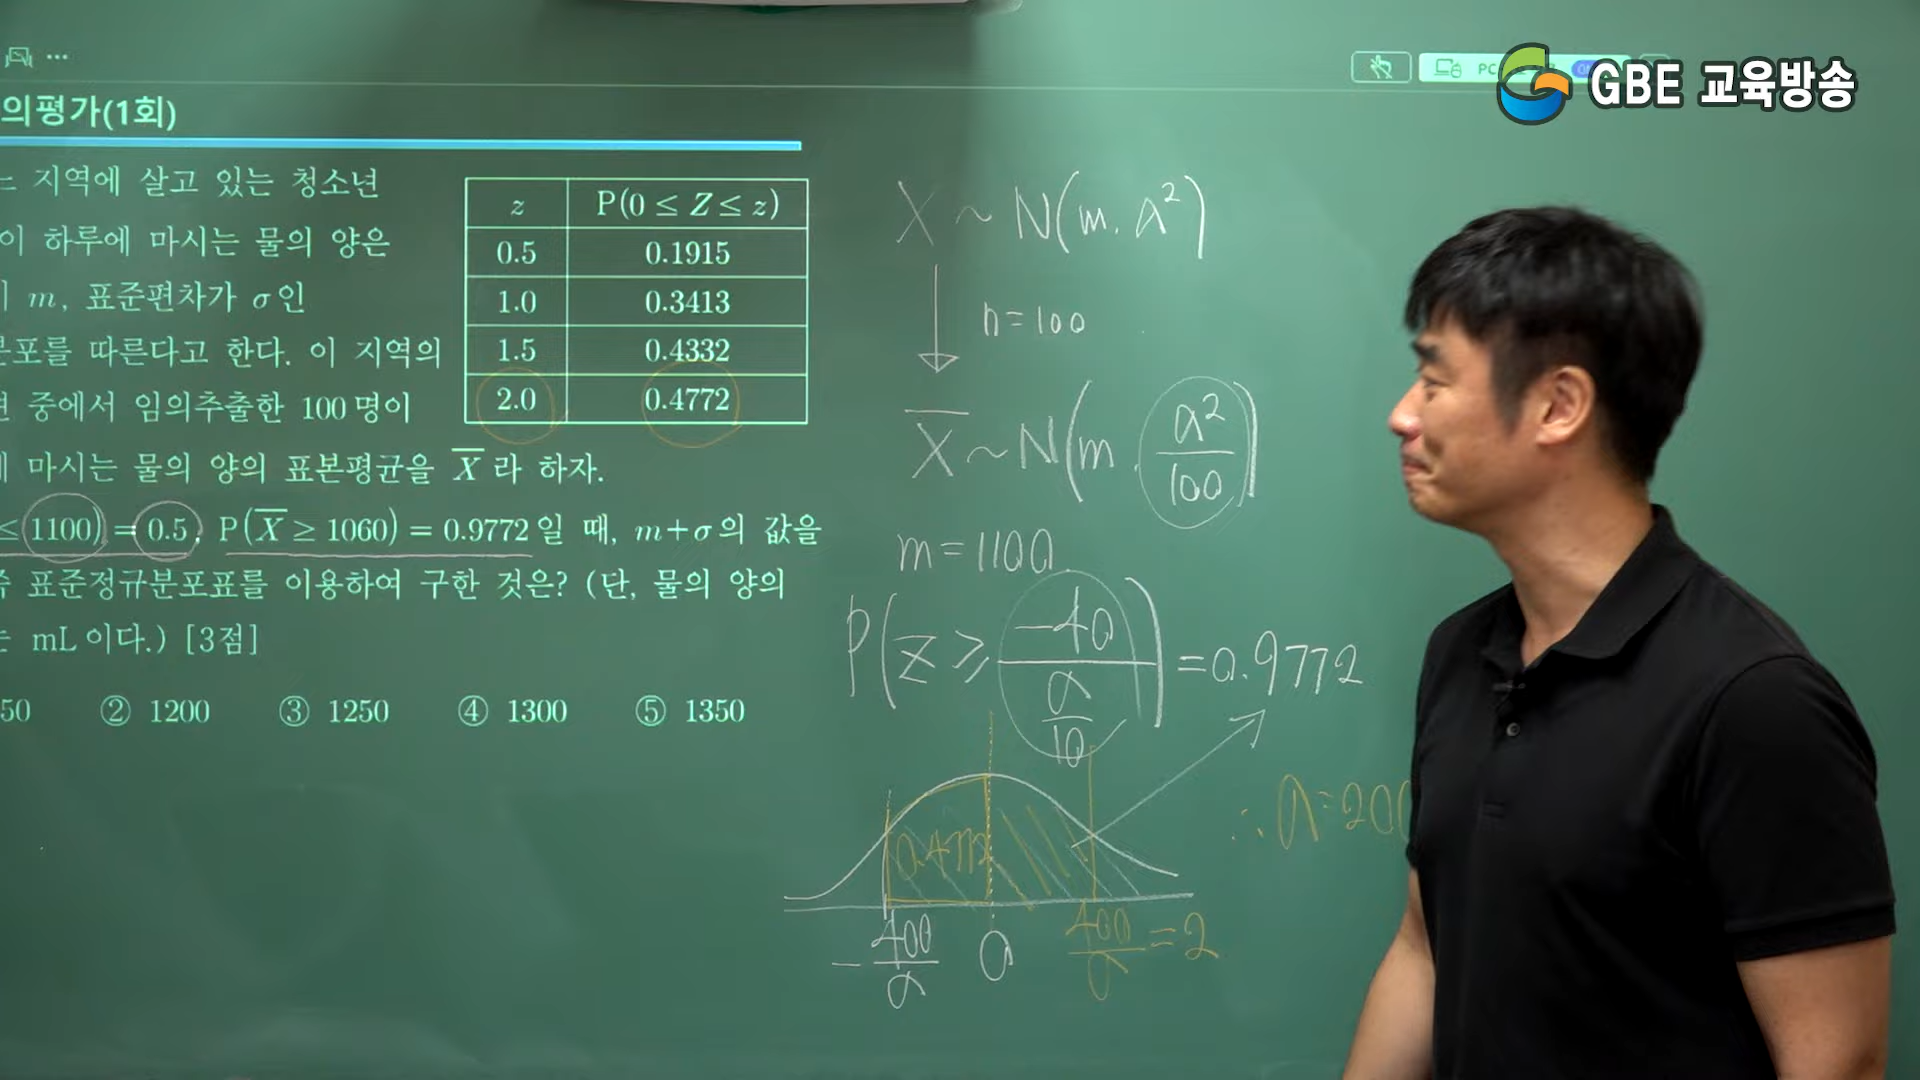 GBE 교육방송
PC
의평가(1회)
지역에 살고 있는 청소년
이 하루에 마시는 물의 양은
m, 표준편차가 σ인
포를 따른다고 한다. 이 지역의
중에서 임의추출한 100명이
마시는 물의 양의 표본평균을 X̅라 하자.
≤ 1100) = 0.5, P(X̅ ≥ 1060) = 0.9772일 때, m+σ의 값을
표준정규분포표를 이용하여 구한 것은? (단, 물의 양의
mL이다.) [3점]
50 ② 1200 ③ 1250 ④ 1300 ⑤ 1350
z P(0 ≤ Z ≤ z)
0.5 0.1915
1.0 0.3413
1.5 0.4332
2.0 0.4772
X ~ N(m, σ²)
n=100
X̅ ~ N(m, σ²/100)
m=1100
P(Z ≥ -40/(σ/10)) = 0.9772
0.4772
∴ σ=200
-400/σ 0 400/σ=2